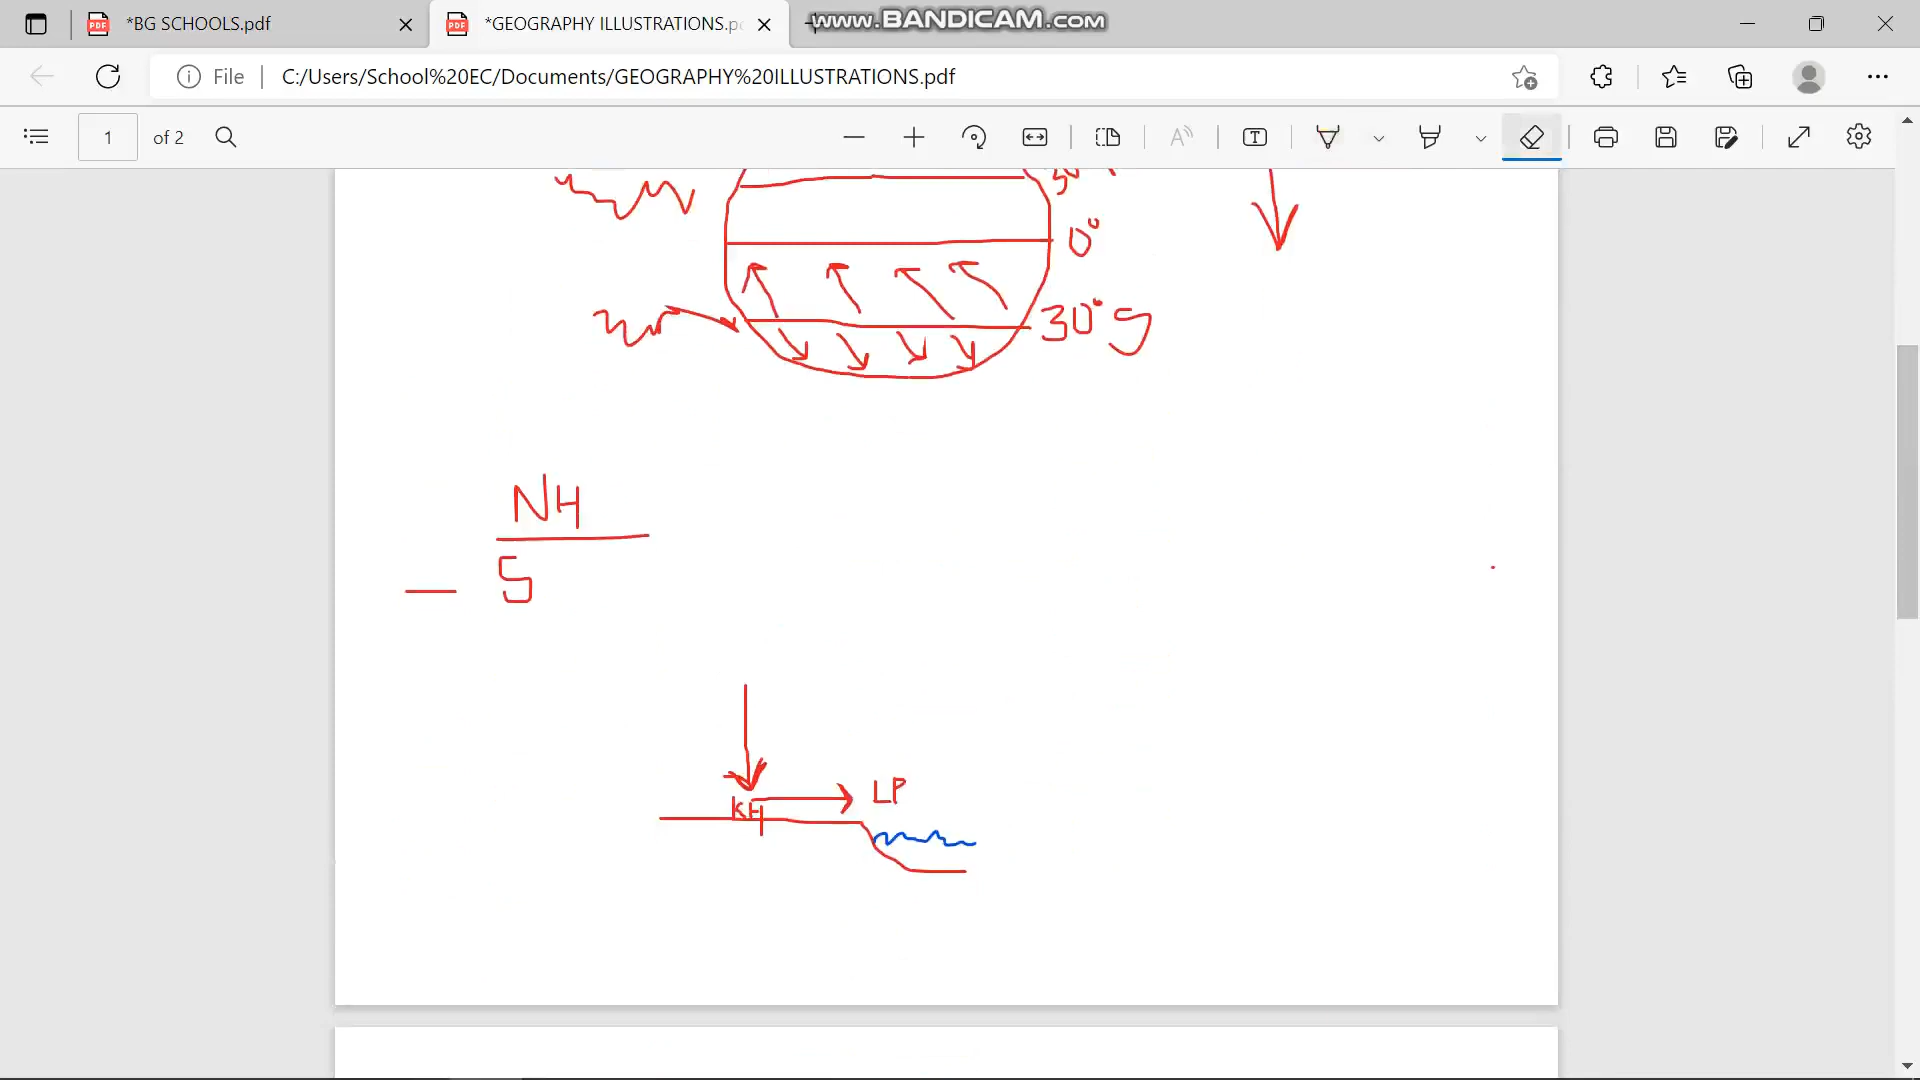 *BG SCHOOLS.pdf
*GEOGRAPHY ILLUSTRATIONS.p
www.BANDICAM.com
File
C:/Users/School%20EC/Documents/GEOGRAPHY%20ILLUSTRATIONS.pdf
1 of 2
0°
30° S
NH
— S
LP
KH